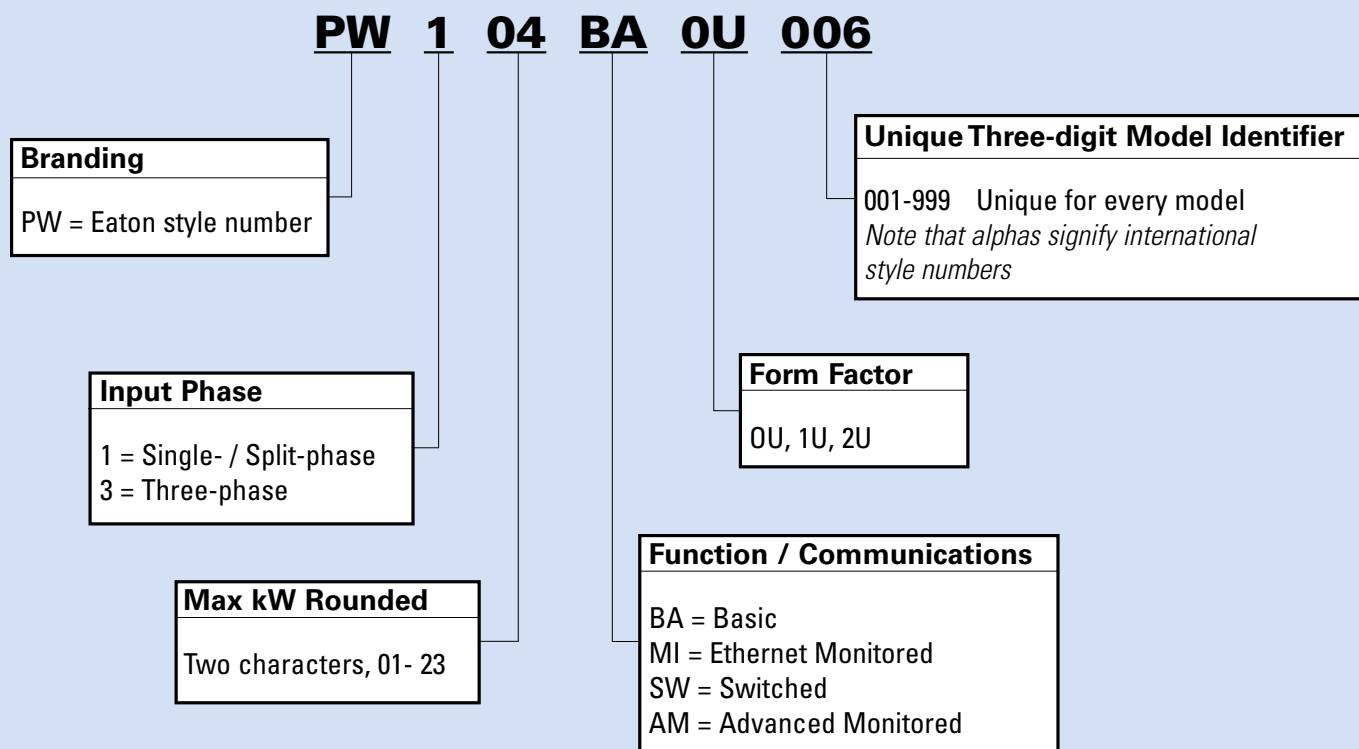 PW 1 04 BA 0U 006
Branding
PW = Eaton style number
Unique Three-digit Model Identifier
001-999 Unique for every model
Note that alphas signify international
style numbers
Input Phase
1 = Single- / Split-phase
3 = Three-phase
Form Factor
0U, 1U, 2U
Max kW Rounded
Two characters, 01- 23
Function / Communications
BA = Basic
MI = Ethernet Monitored
SW = Switched
AM = Advanced Monitored